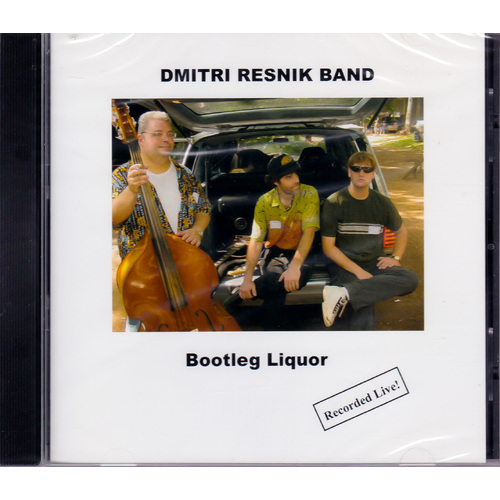 DMITRI RESNIK BAND
Bootleg Liquor
Recorded Live!